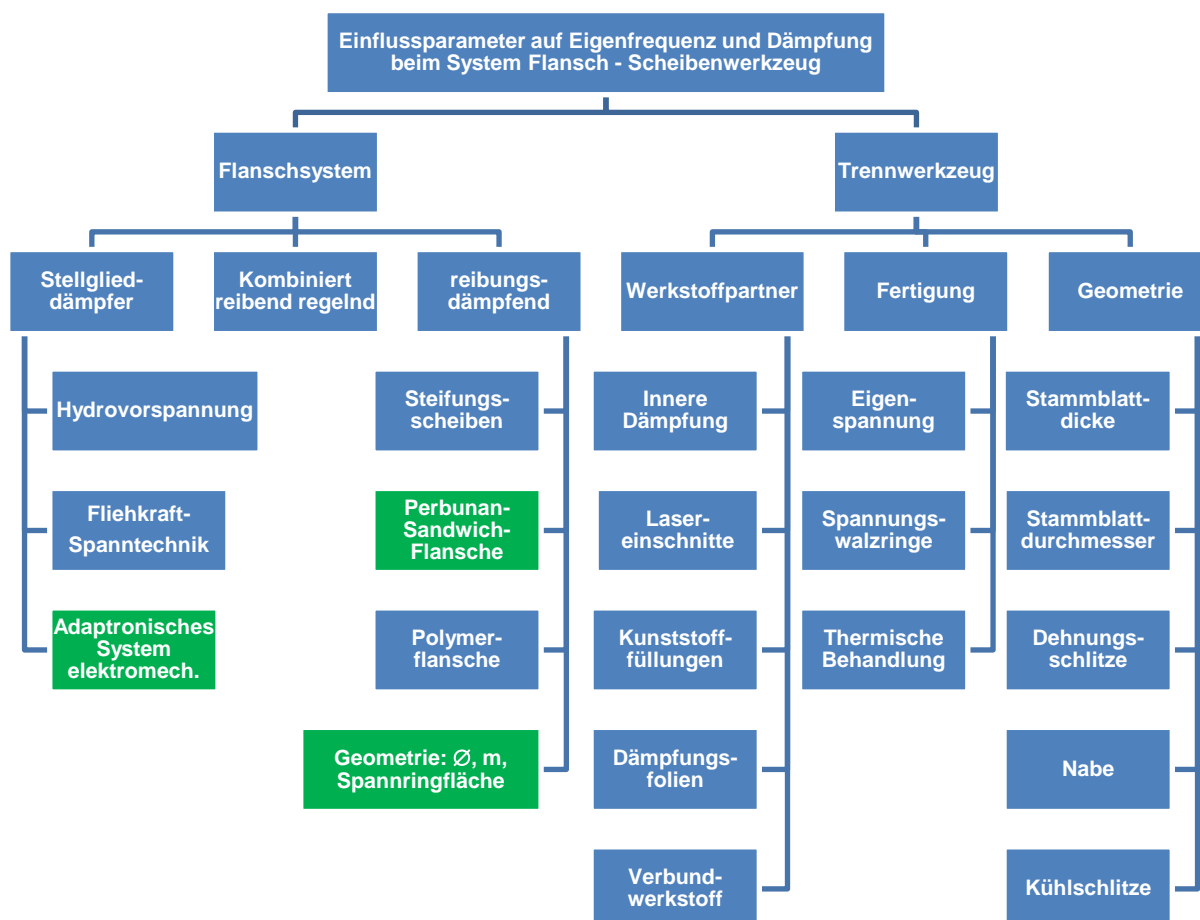 Einflussparameter auf Eigenfrequenz und Dämpfung
beim System Flansch - Scheibenwerkzeug
Flanschsystem
Trennwerkzeug
Stellglied-
dämpfer
Kombiniert
reibend regelnd
reibungs-
dämpfend
Werkstoffpartner
Fertigung
Geometrie
Hydrovorspannung
Steifungs-
scheiben
Innere
Dämpfung
Eigen-
spannung
Stammblatt-
dicke
Fliehkraft-
Spanntechnik
Perbunan-
Sandwich-
Flansche
Laser-
einschnitte
Spannungs-
walzringe
Stammblatt-
durchmesser
Adaptronisches
System
elektromech.
Polymer-
flansche
Kunststoff-
füllungen
Thermische
Behandlung
Dehnungs-
schlitze
Geometrie: ∅, m,
Spannringfläche
Dämpfungs-
folien
Nabe
Verbund-
werkstoff
Kühlschlitze